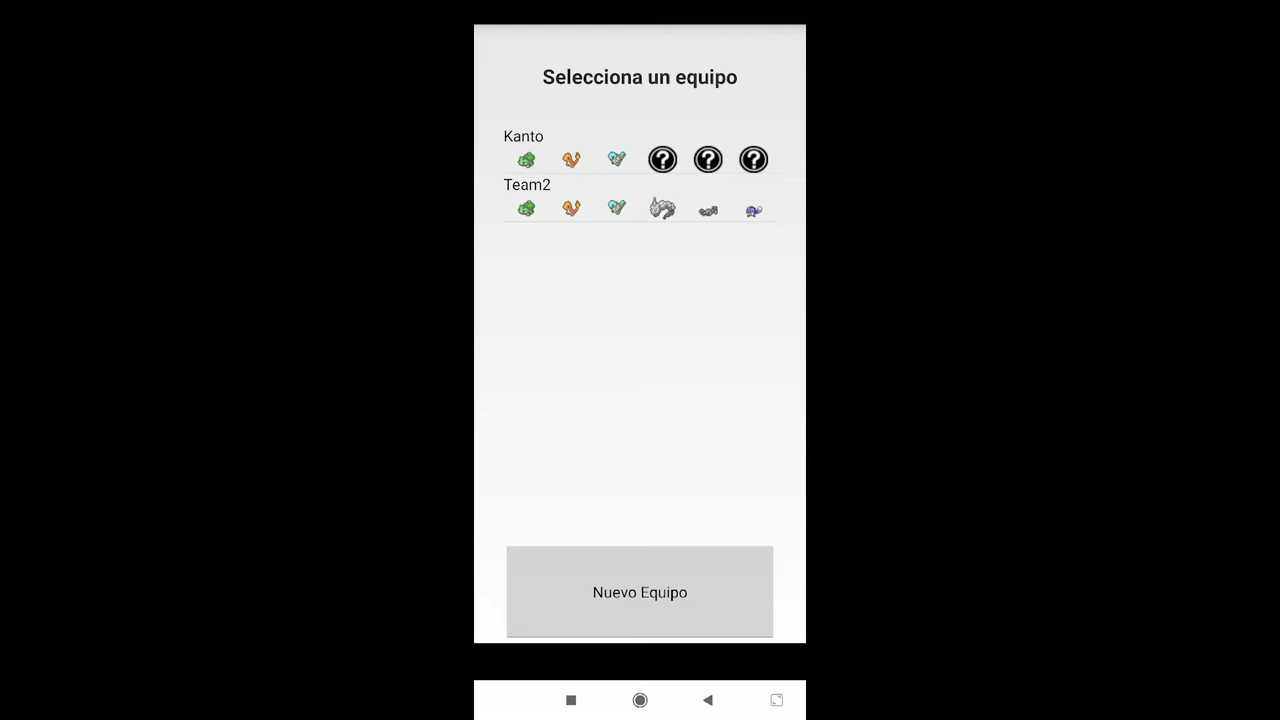 Selecciona un equipo
Kanto
? ? ?
Team2
Nuevo Equipo